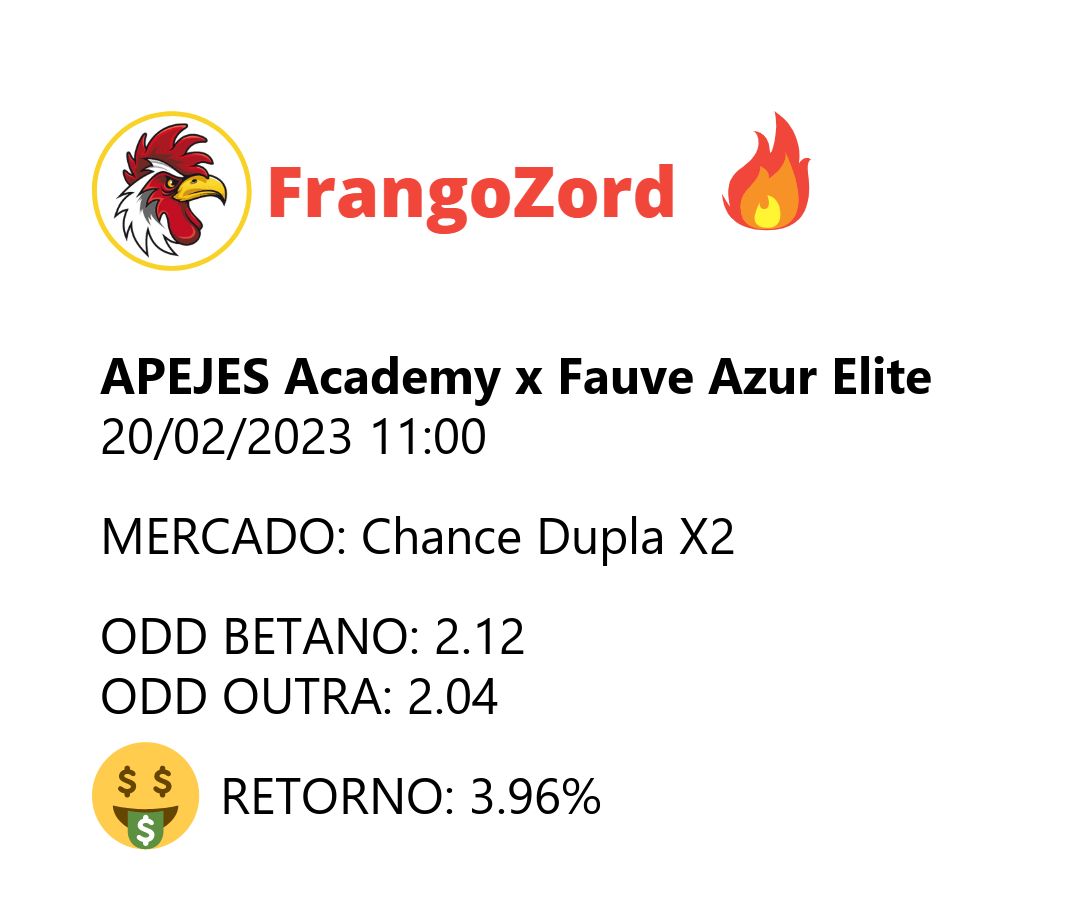 FrangoZord
APEJES Academy x Fauve Azur Elite
20/02/2023 11:00
MERCADO: Chance Dupla X2
ODD BETANO: 2.12
ODD OUTRA: 2.04
RETORNO: 3.96%